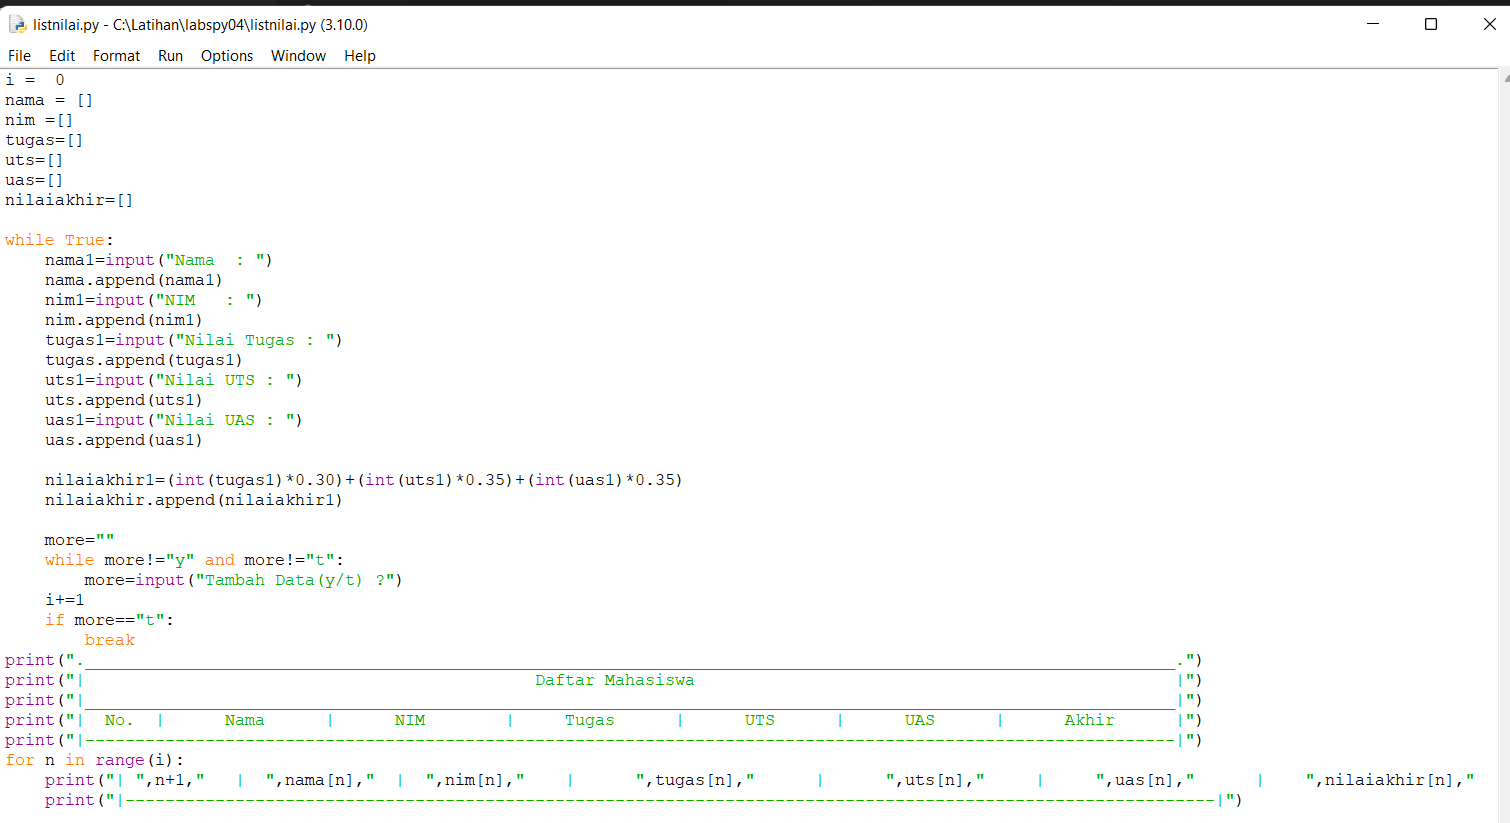 listnilai.py - C:\Latihan\labspy04\listnilai.py (3.10.0)
File Edit Format Run Options Window Help
i =  0
nama = []
nim =[]
tugas=[]
uts=[]
uas=[]
nilaiakhir=[]

while True:
    nama1=input("Nama  : ")
    nama.append(nama1)
    nim1=input("NIM   : ")
    nim.append(nim1)
    tugas1=input("Nilai Tugas : ")
    tugas.append(tugas1)
    uts1=input("Nilai UTS : ")
    uts.append(uts1)
    uas1=input("Nilai UAS : ")
    uas.append(uas1)

    nilaiakhir1=(int(tugas1)*0.30)+(int(uts1)*0.35)+(int(uas1)*0.35)
    nilaiakhir.append(nilaiakhir1)

    more=""
    while more!="y" and more!="t":
        more=input("Tambah Data(y/t) ?")
    i+=1
    if more=="t":
        break
print("._____________________________________________________________________________________________________________.")
print("|                                             Daftar Mahasiswa                                                |")
print("|_____________________________________________________________________________________________________________|")
print("|  No.  |      Nama      |      NIM        |     Tugas      |      UTS      |      UAS      |      Akhir      |")
print("|-------------------------------------------------------------------------------------------------------------|")
for n in range(i):
    print("| ",n+1,"   |  ",nama[n],"  |  ",nim[n],"    |      ",tugas[n],"      |      ",uts[n],"     |     ",uas[n],"      |    ",nilaiakhir[n],"
    print("|-------------------------------------------------------------------------------------------------------------|")